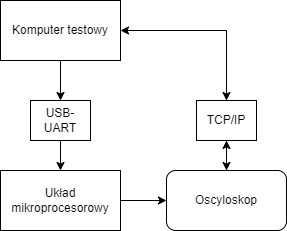 Komputer testowy
USB-
UART
TCP/IP
Układ
mikroprocesorowy
Oscyloskop